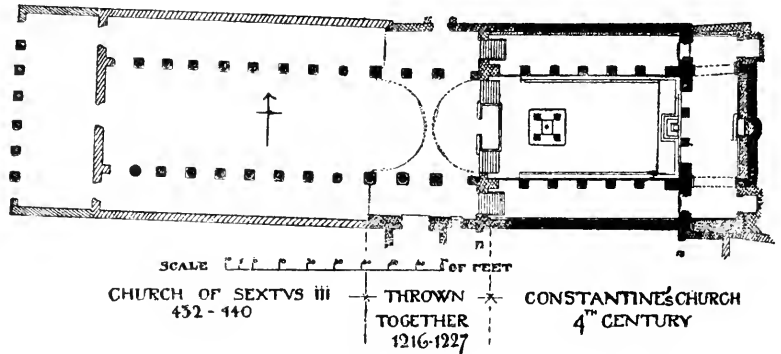 SCALE OF FEET
CHURCH OF SEXTVS III
432 - 440
THROWN
TOGETHER
1216-1227
CONSTANTINE'S CHURCH
4TH CENTURY